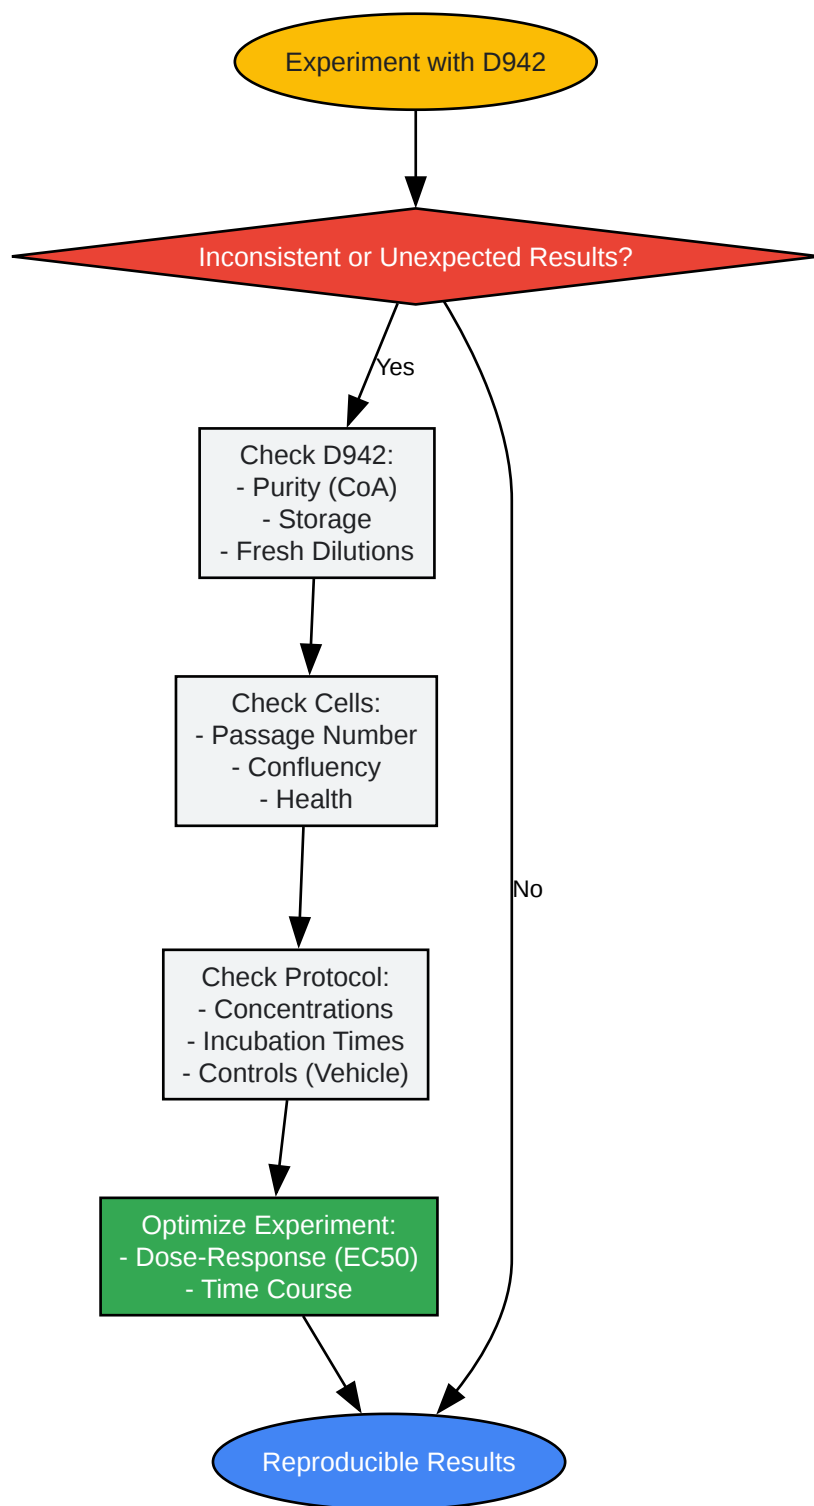 Experiment with D942
Inconsistent or Unexpected Results?
Yes
Check D942:
- Purity (CoA)
- Storage
- Fresh Dilutions
Check Cells:
- Passage Number
- Confluency
- Health
No
Check Protocol:
- Concentrations
- Incubation Times
- Controls (Vehicle)
Optimize Experiment:
- Dose-Response (EC50)
- Time Course
Reproducible Results